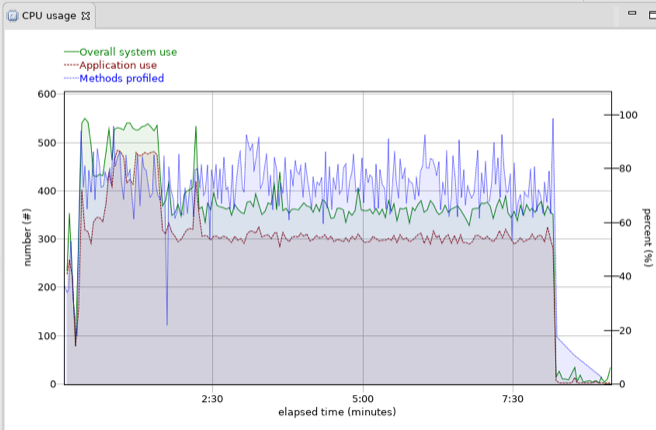 CPU usage
Overall system use
Application use
Methods profiled
600
500
400
300
200
100
0
number (#)
100
80
60
40
20
0
percent (%)
2:30
5:00
7:30
elapsed time (minutes)